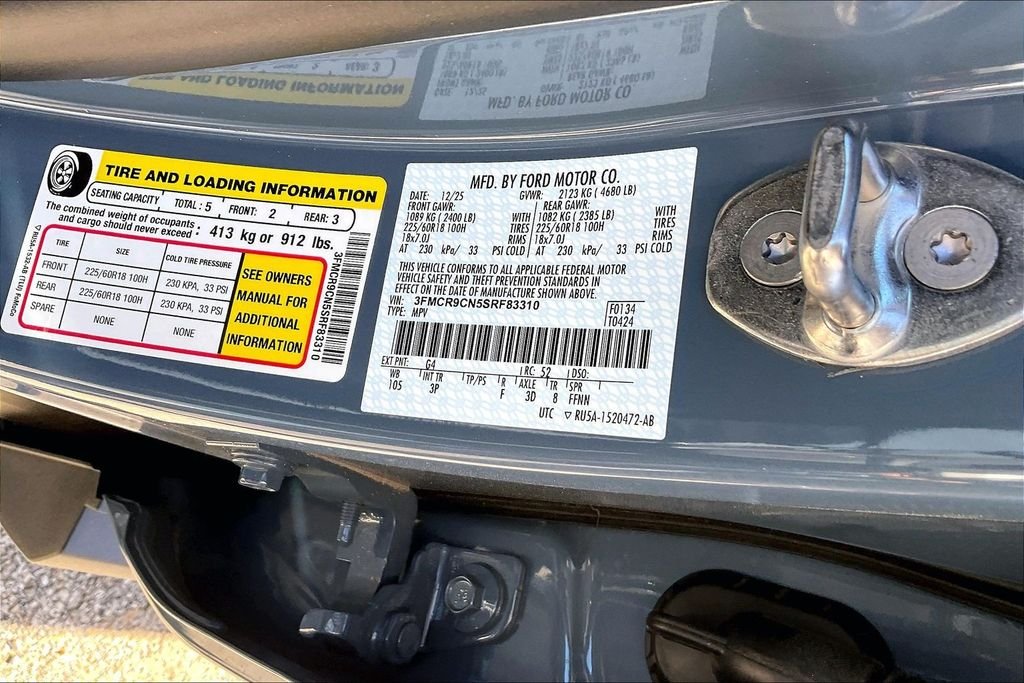 TIRE AND LOADING INFORMATION
SEATING CAPACITY TOTAL: 5 FRONT: 2 REAR: 3
The combined weight of occupants and cargo should never exceed: 413 kg or 912 lbs.
TIRE SIZE COLD TIRE PRESSURE
FRONT 225/60R18 100H 230 KPA, 33 PSI
REAR 225/60R18 100H 230 KPA, 33 PSI
SPARE NONE NONE
SEE OWNERS
MANUAL FOR
ADDITIONAL
INFORMATION
3FMCR9CN5SRF83310
MFD. BY FORD MOTOR CO.
DATE: 12/25 GVWR: 2123 KG ( 4680 LB)
FRONT GAWR: REAR GAWR:
1089 KG (2400 LB) WITH 1082 KG ( 2385 LB) WITH
225/60R18 100H TIRES 225/60R18 100H TIRES
18x7.0J RIMS 18x7.0J RIMS
AT 230 kPa/ 33 PSI COLD AT 230 kPa/ 33 PSI COLD
THIS VEHICLE CONFORMS TO ALL APPLICABLE FEDERAL MOTOR
VEHICLE SAFETY AND THEFT PREVENTION STANDARDS IN
EFFECT ON THE DATE OF MANUFACTURE SHOWN ABOVE.
VIN: 3FMCR9CN5SRF83310 F0134
TYPE: MPV T0424
EXT PNT: G4 RC: 52 DSO:
WB INT TR TP/PS R AXLE TR SPR
105 3P F 3D 8 FFNN
UTC ▽ RU5A-1520472-AB